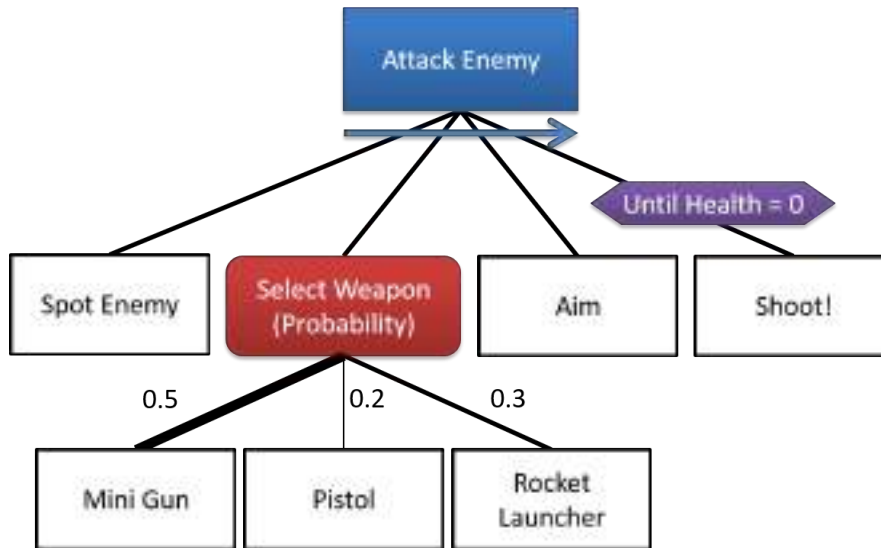 Attack Enemy
Until Health = 0
Spot Enemy
Select Weapon
(Probability)
Aim
Shoot!
0.5
0.2
0.3
Mini Gun
Pistol
Rocket
Launcher